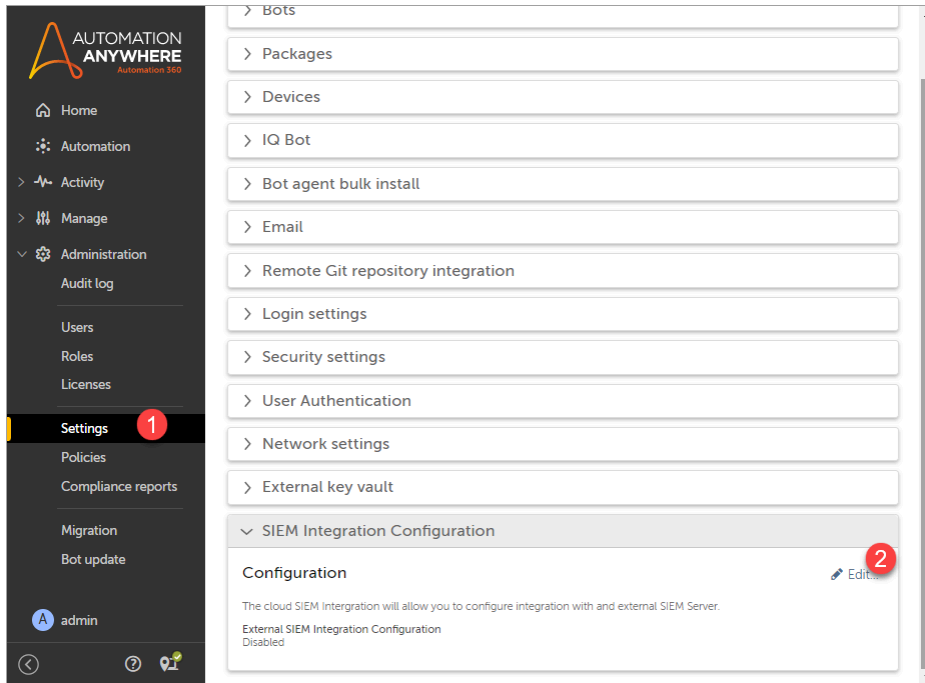 AUTOMATION
ANYWHERE
Automation 360
Home
Automation
Activity
Manage
Administration
Audit log
Users
Roles
Licenses
Settings
1
Policies
Compliance reports
Migration
Bot update
A
admin
?
Bots
Packages
Devices
IQ Bot
Bot agent bulk install
Email
Remote Git repository integration
Login settings
Security settings
User Authentication
Network settings
External key vault
SIEM Integration Configuration
2
Configuration
Edit...
The cloud SIEM Intergration will allow you to configure integration with and external SIEM Server.
External SIEM Integration Configuration
Disabled